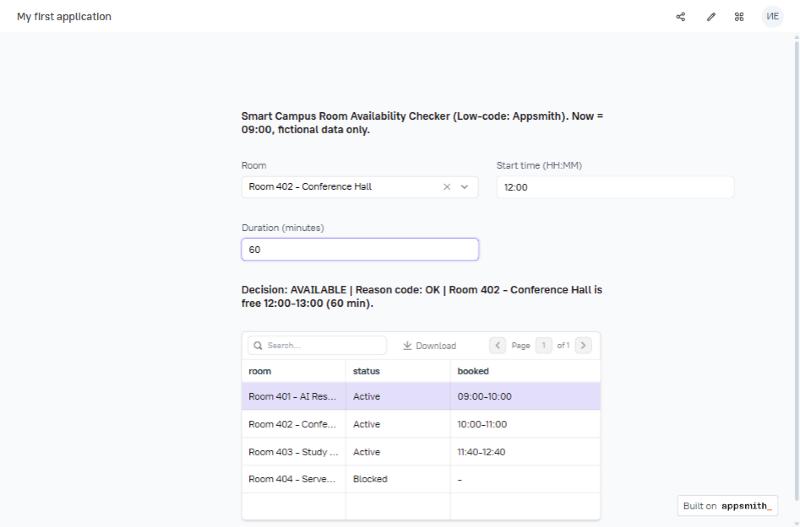 My first application
ИE
Smart Campus Room Availability Checker (Low-code: Appsmith). Now =
09:00, fictional data only.
Room
Start time (HH:MM)
Room 402 - Conference Hall
12:00
Duration (minutes)
60
Decision: AVAILABLE | Reason code: OK | Room 402 - Conference Hall is
free 12:00-13:00 (60 min).
Search...
Download
Page 1 of 1
room status booked
Room 401 - AI Res... Active 09:00-10:00
Room 402 - Confe... Active 10:00-11:00
Room 403 - Study ... Active 11:40-12:40
Room 404 - Serve... Blocked -
Built on appsmith_